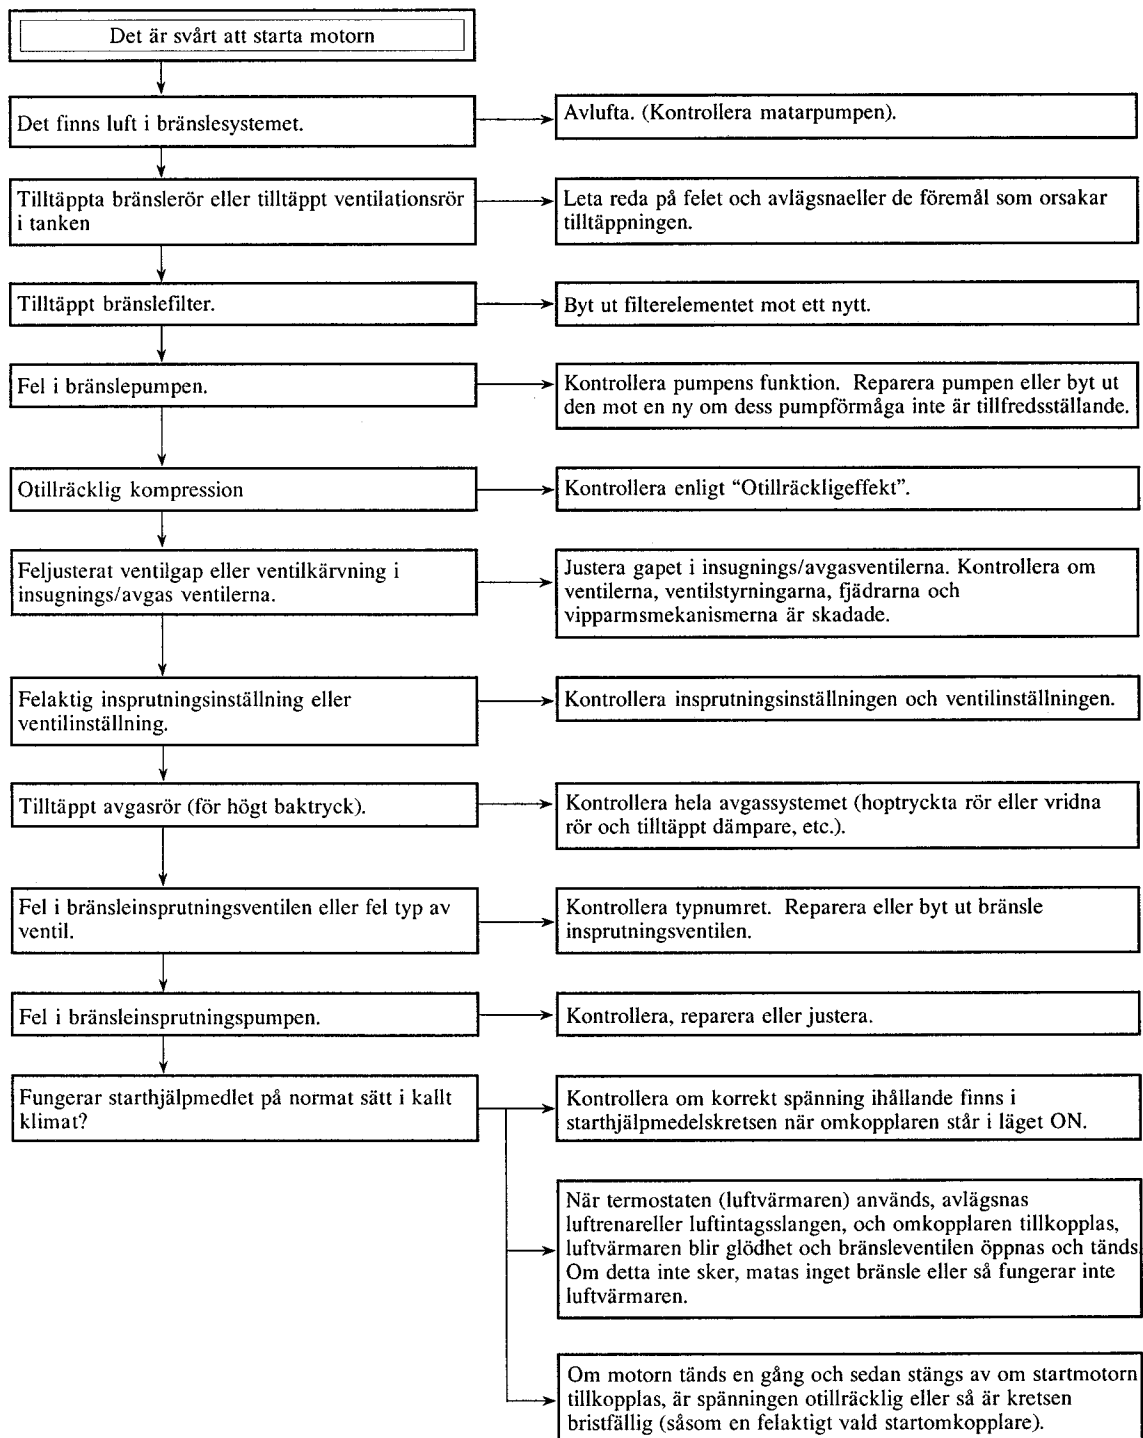 Det är svårt att starta motorn
Det finns luft i bränslesystemet.
Avlufta. (Kontrollera matarpumpen).
Tilltäppta bränslerör eller tilltäppt ventilationsrör
i tanken
Leta reda på felet och avlägsnaeller de föremål som orsakar
tilltäppningen.
Tilltäppt bränslefilter.
Byt ut filterelementet mot ett nytt.
Fel i bränslepumpen.
Kontrollera pumpens funktion. Reparera pumpen eller byt ut
den mot en ny om dess pumpförmåga inte är tillfredsställande.
Otillräcklig kompression
Kontrollera enligt “Otillräckligeffekt”.
Feljusterat ventilgap eller ventilkärvning i
insugnings/avgas ventilerna.
Justera gapet i insugnings/avgasventilerna. Kontrollera om
ventilerna, ventilstyrningarna, fjädrarna och
vipparmsmekanismerna är skadade.
Felaktig insprutningsinställning eller
ventilinställning.
Kontrollera insprutningsinställningen och ventilinställningen.
Tilltäppt avgasrör (för högt baktryck).
Kontrollera hela avgassystemet (hoptryckta rör eller vridna
rör och tilltäppt dämpare, etc.).
Fel i bränsleinsprutningsventilen eller fel typ av
ventil.
Kontrollera typnumret. Reparera eller byt ut bränsle
insprutningsventilen.
Fel i bränsleinsprutningspumpen.
Kontrollera, reparera eller justera.
Fungerar starthjälpmedlet på normat sätt i kallt
klimat?
Kontrollera om korrekt spänning ihållande finns i
starthjälpmedelskretsen när omkopplaren står i läget ON.
När termostaten (luftvärmaren) används, avlägsnas
luftrenareller luftintagsslangen, och omkopplaren tillkopplas,
luftvärmaren blir glödhet och bränsleventilen öppnas och tänds.
Om detta inte sker, matas inget bränsle eller så fungerar inte
luftvärmaren.
Om motorn tänds en gång och sedan stängs av om startmotorn
tillkopplas, är spänningen otillräcklig eller så är kretsen
bristfällig (såsom en felaktigt vald startomkopplare).